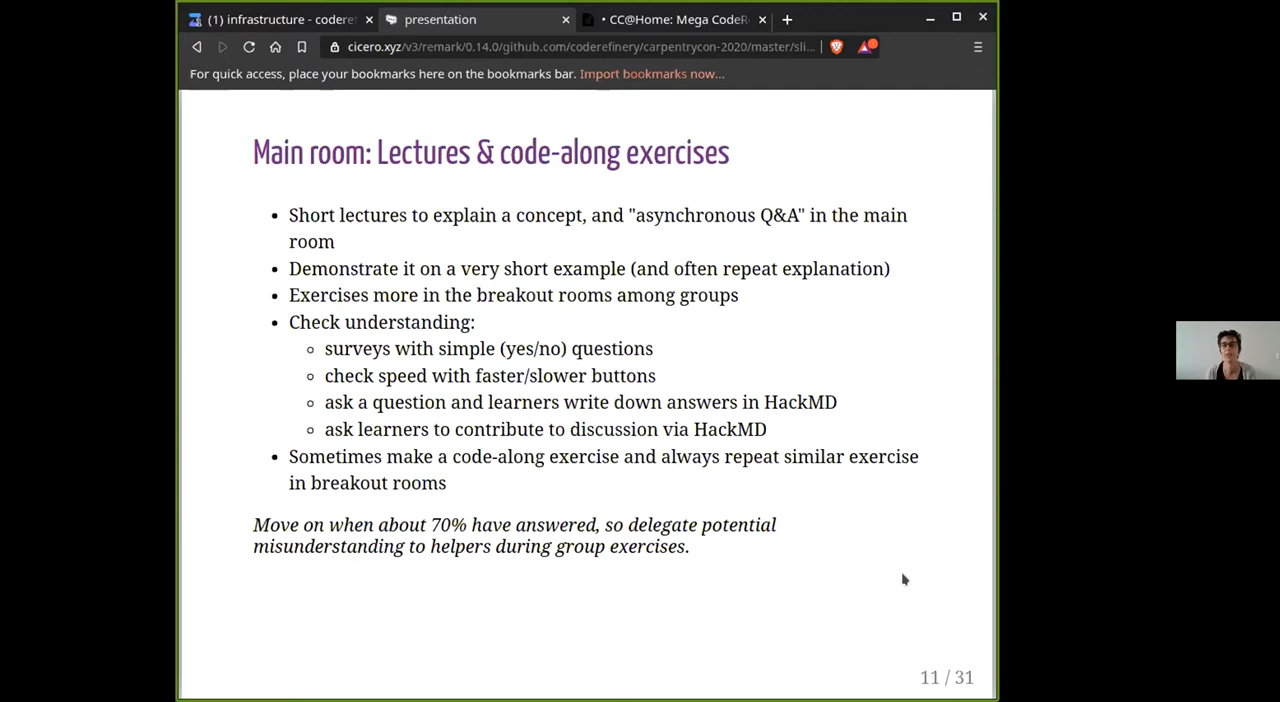 (1) infrastructure - coderef
presentation
• CC@Home: Mega CodeR
cicero.xyz/v3/remark/0.14.0/github.com/coderefinery/carpentrycon-2020/master/sli...
For quick access, place your bookmarks here on the bookmarks bar. Import bookmarks now...
Main room: Lectures & code-along exercises
• Short lectures to explain a concept, and "asynchronous Q&A" in the main
room
• Demonstrate it on a very short example (and often repeat explanation)
• Exercises more in the breakout rooms among groups
• Check understanding:
◦ surveys with simple (yes/no) questions
◦ check speed with faster/slower buttons
◦ ask a question and learners write down answers in HackMD
◦ ask learners to contribute to discussion via HackMD
• Sometimes make a code-along exercise and always repeat similar exercise
in breakout rooms
Move on when about 70% have answered, so delegate potential
misunderstanding to helpers during group exercises.
11 / 31